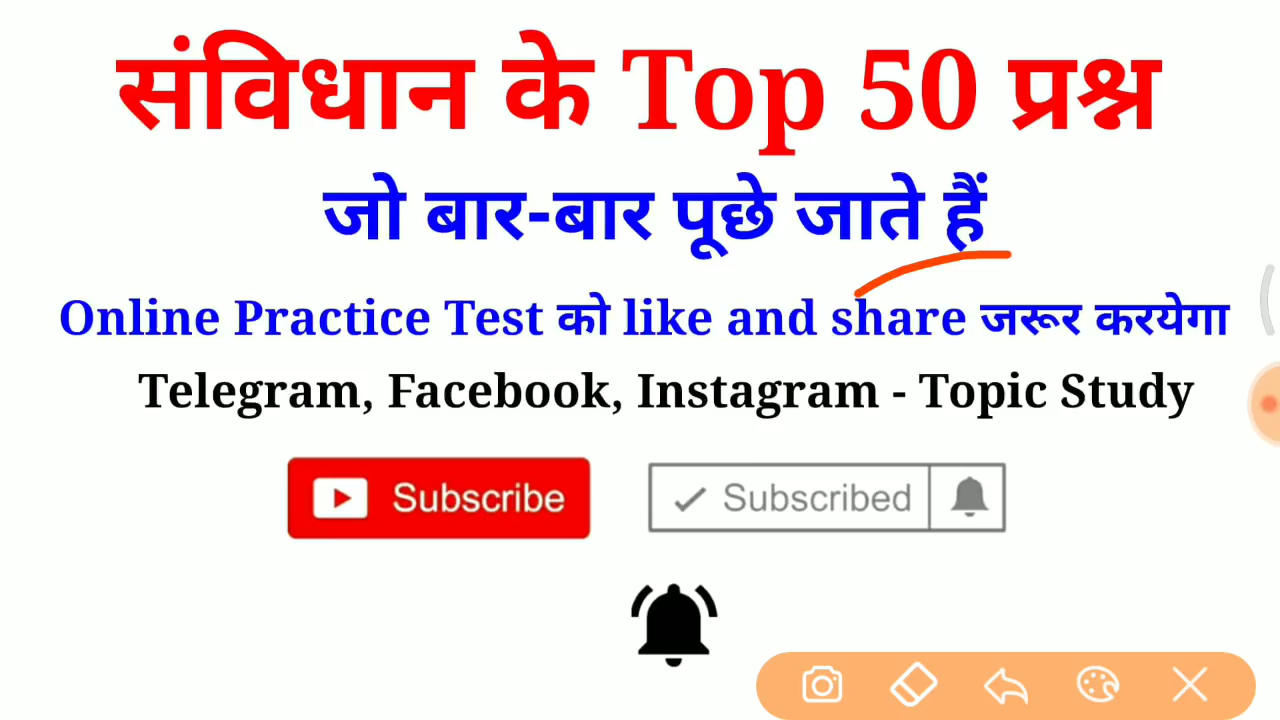 संविधान के Top 50 प्रश्न
जो बार-बार पूछे जाते हैं
Online Practice Test को like and share जरूर करयेगा
Telegram, Facebook, Instagram - Topic Study
Subscribe
Subscribed